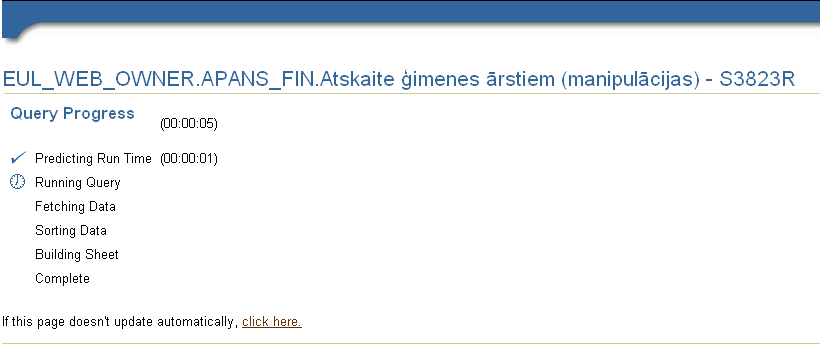 EUL_WEB_OWNER.APANS_FIN.Atskaite ģimenes ārstiem (manipulācijas) - S3823R
Query Progress
(00:00:05)
Predicting Run Time (00:00:01)
Running Query
Fetching Data
Sorting Data
Building Sheet
Complete
If this page doesn't update automatically, click here.